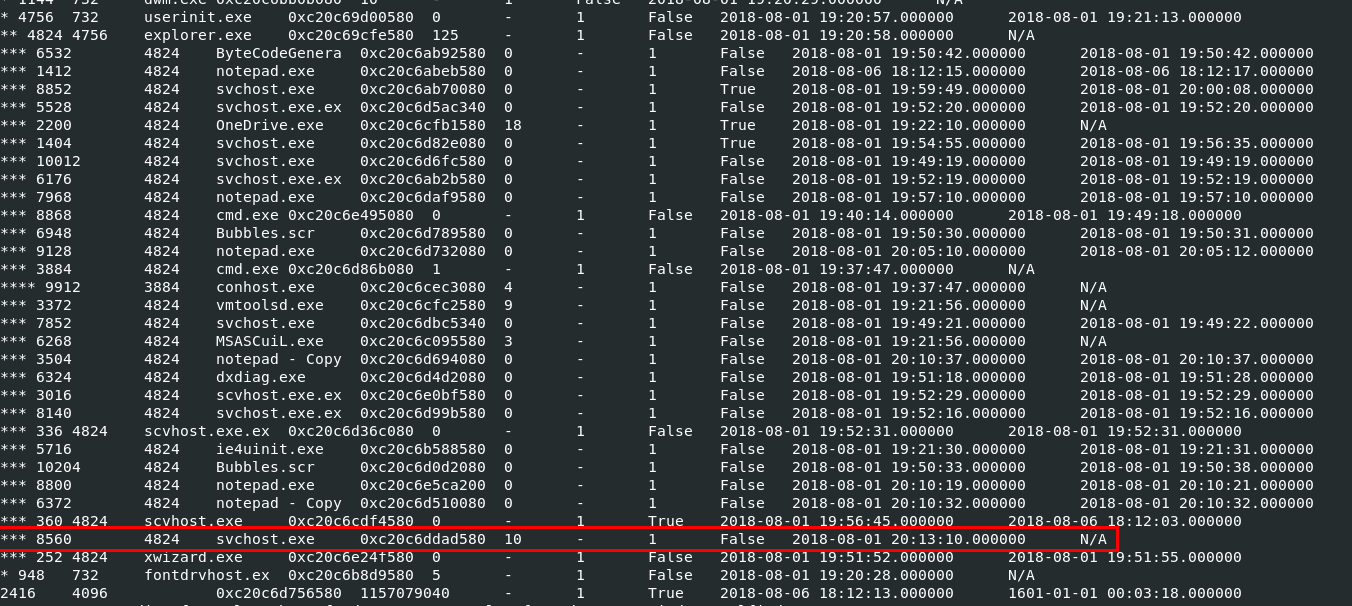 * 4756 732 userinit.exe 0xc20c69d00580 0 - 1 False 2018-08-01 19:20:57.000000 2018-08-01 19:21:13.000000
** 4824 4756 explorer.exe 0xc20c69cfe580 125 - 1 False 2018-08-01 19:20:58.000000 N/A
*** 6532 4824 ByteCodeGenera 0xc20c6ab92580 0 - 1 False 2018-08-01 19:50:42.000000 2018-08-01 19:50:42.000000
*** 1412 4824 notepad.exe 0xc20c6abeb580 0 - 1 False 2018-08-06 18:12:15.000000 2018-08-06 18:12:17.000000
*** 8852 4824 svchost.exe 0xc20c6ab70080 0 - 1 True 2018-08-01 19:59:49.000000 2018-08-01 20:00:08.000000
*** 5528 4824 svchost.exe.ex 0xc20c6d5ac340 0 - 1 False 2018-08-01 19:52:20.000000 2018-08-01 19:52:20.000000
*** 2200 4824 OneDrive.exe 0xc20c6cfb1580 18 - 1 True 2018-08-01 19:22:10.000000 N/A
*** 1404 4824 svchost.exe 0xc20c6d82e080 0 - 1 True 2018-08-01 19:54:55.000000 2018-08-01 19:56:35.000000
*** 10012 4824 svchost.exe 0xc20c6d6fc580 0 - 1 False 2018-08-01 19:49:19.000000 2018-08-01 19:49:19.000000
*** 6176 4824 svchost.exe.ex 0xc20c6ab2b580 0 - 1 False 2018-08-01 19:52:19.000000 2018-08-01 19:52:19.000000
*** 7968 4824 notepad.exe 0xc20c6daf9580 0 - 1 False 2018-08-01 19:57:10.000000 2018-08-01 19:57:10.000000
*** 8868 4824 cmd.exe 0xc20c6e495080 0 - 1 False 2018-08-01 19:40:14.000000 2018-08-01 19:49:18.000000
*** 6948 4824 Bubbles.scr 0xc20c6d789580 0 - 1 False 2018-08-01 19:50:30.000000 2018-08-01 19:50:31.000000
*** 9128 4824 notepad.exe 0xc20c6d732080 0 - 1 False 2018-08-01 20:05:10.000000 2018-08-01 20:05:12.000000
*** 3884 4824 cmd.exe 0xc20c6d86b080 1 - 1 False 2018-08-01 19:37:47.000000 N/A
**** 9912 3884 conhost.exe 0xc20c6cec3080 4 - 1 False 2018-08-01 19:37:47.000000 N/A
*** 3372 4824 vmtoolsd.exe 0xc20c6cfc2580 9 - 1 False 2018-08-01 19:21:56.000000 N/A
*** 7852 4824 svchost.exe 0xc20c6dbc5340 0 - 1 False 2018-08-01 19:49:21.000000 2018-08-01 19:49:22.000000
*** 6268 4824 MSASCuiL.exe 0xc20c6c095580 3 - 1 False 2018-08-01 19:21:56.000000 N/A
*** 3504 4824 notepad - Copy 0xc20c6d694080 0 - 1 False 2018-08-01 20:10:37.000000 2018-08-01 20:10:37.000000
*** 6324 4824 dxdiag.exe 0xc20c6d4d2080 0 - 1 False 2018-08-01 19:51:18.000000 2018-08-01 19:51:28.000000
*** 3016 4824 scvhost.exe.ex 0xc20c6e0bf580 0 - 1 False 2018-08-01 19:52:29.000000 2018-08-01 19:52:29.000000
*** 8140 4824 svchost.exe.ex 0xc20c6d99b580 0 - 1 False 2018-08-01 19:52:16.000000 2018-08-01 19:52:16.000000
*** 336 4824 scvhost.exe.ex 0xc20c6d36c080 0 - 1 False 2018-08-01 19:52:31.000000 2018-08-01 19:52:31.000000
*** 5716 4824 ie4uinit.exe 0xc20c6b588580 0 - 1 False 2018-08-01 19:21:30.000000 2018-08-01 19:21:31.000000
*** 10204 4824 Bubbles.scr 0xc20c6d0d2080 0 - 1 False 2018-08-01 19:50:33.000000 2018-08-01 19:50:38.000000
*** 8800 4824 notepad.exe 0xc20c6e5ca200 0 - 1 False 2018-08-01 20:10:19.000000 2018-08-01 20:10:21.000000
*** 6372 4824 notepad - Copy 0xc20c6d510080 0 - 1 False 2018-08-01 20:10:32.000000 2018-08-01 20:10:32.000000
*** 360 4824 scvhost.exe 0xc20c6cdf4580 0 - 1 True 2018-08-01 19:56:45.000000 2018-08-06 18:12:03.000000
*** 8560 4824 svchost.exe 0xc20c6ddad580 10 - 1 False 2018-08-01 20:13:10.000000 N/A
*** 252 4824 xwizard.exe 0xc20c6e24f580 0 - 1 False 2018-08-01 19:51:52.000000 2018-08-01 19:51:55.000000
* 948 732 fontdrvhost.ex 0xc20c6b8d9580 5 - 1 False 2018-08-01 19:20:28.000000 N/A
2416 4096 0xc20c6d756580 1157079040 - 1 True 2018-08-06 18:12:13.000000 1601-01-01 00:03:18.000000